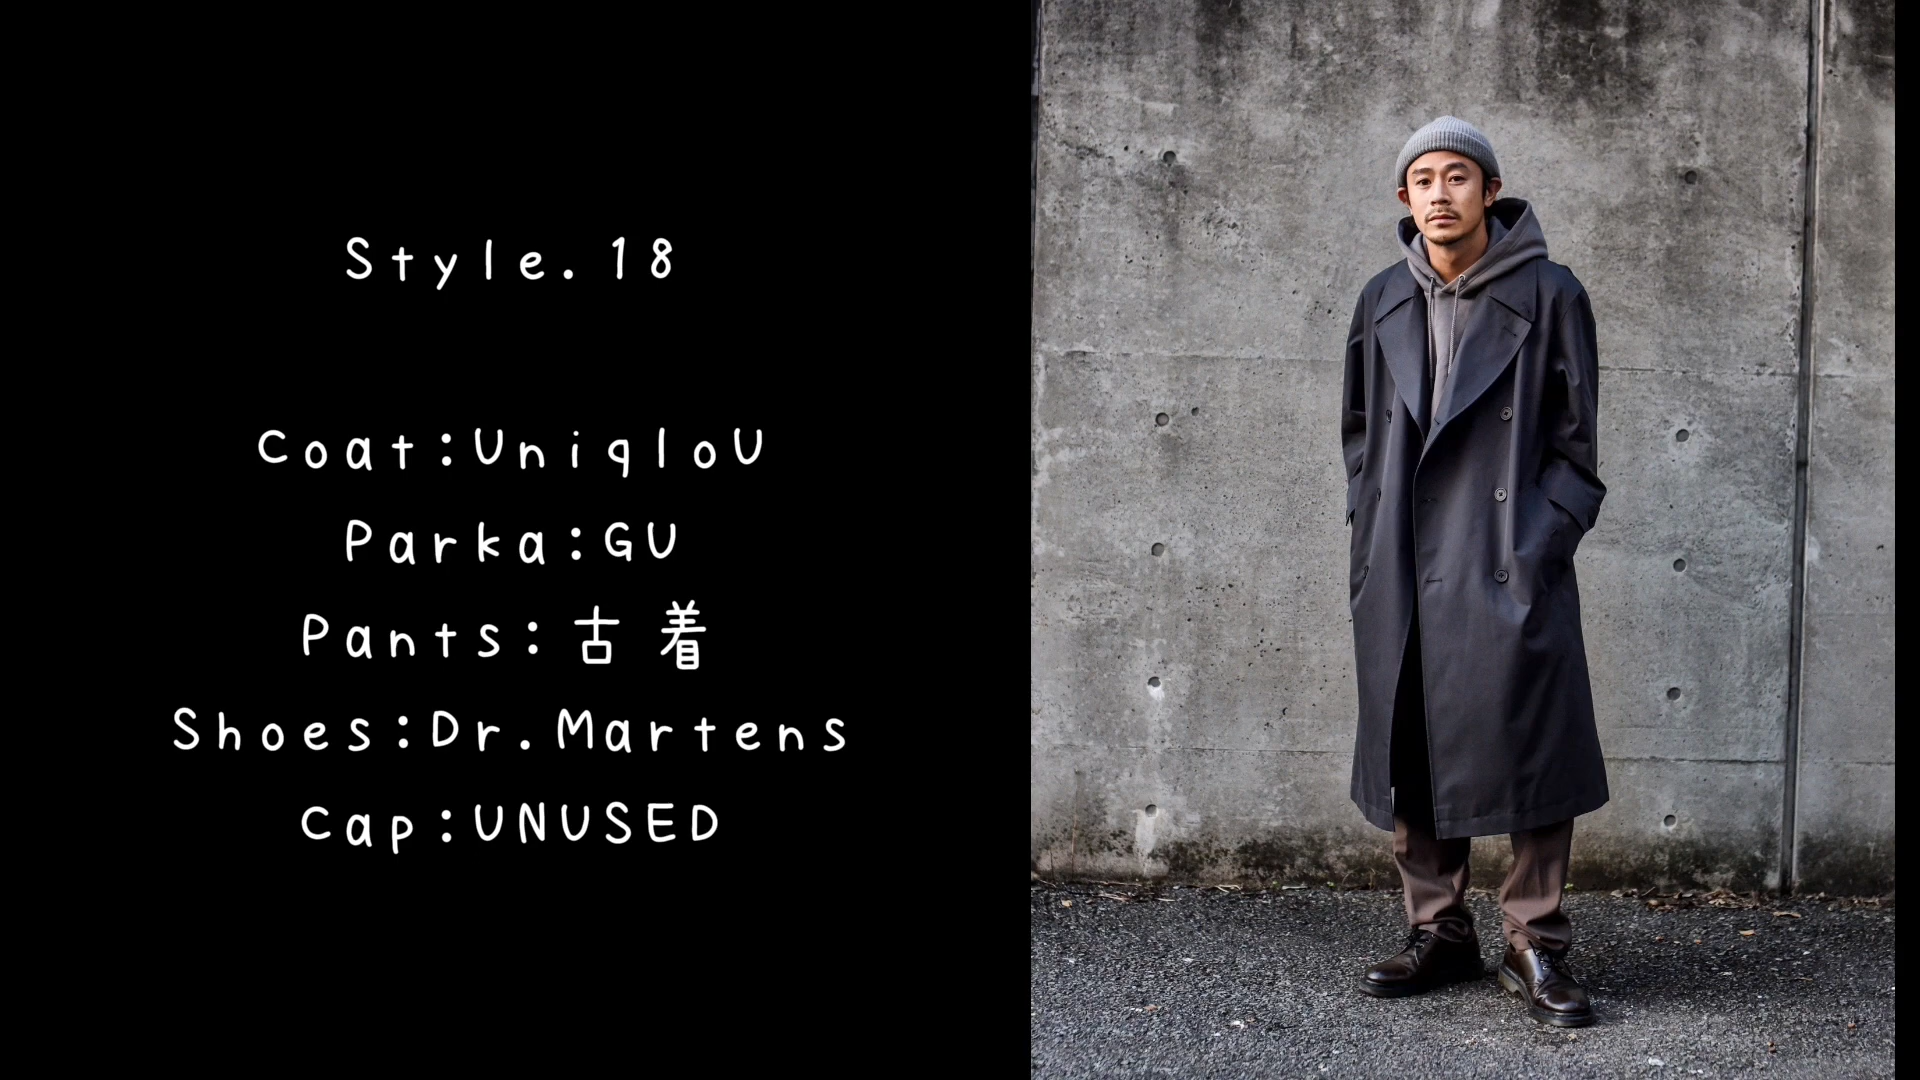 Style.18
Coat:UniqloU
Parka:GU
Pants:古着
Shoes:Dr.Martens
Cap:UNUSED